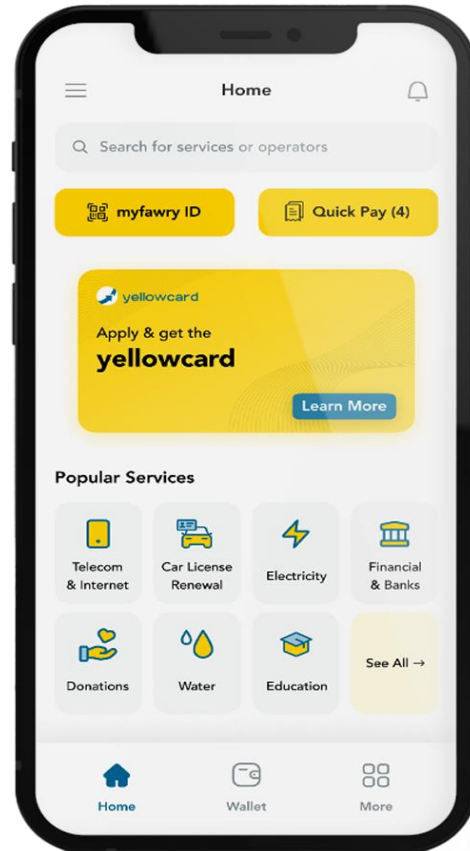 Home
Search for services or operators
myfawry ID
Quick Pay (4)
yellowcard
Apply & get the
yellowcard
Learn More
Popular Services
Telecom
& Internet
Car License
Renewal
Electricity
Financial
& Banks
Donations
Water
Education
See All →
Home
Wallet
More